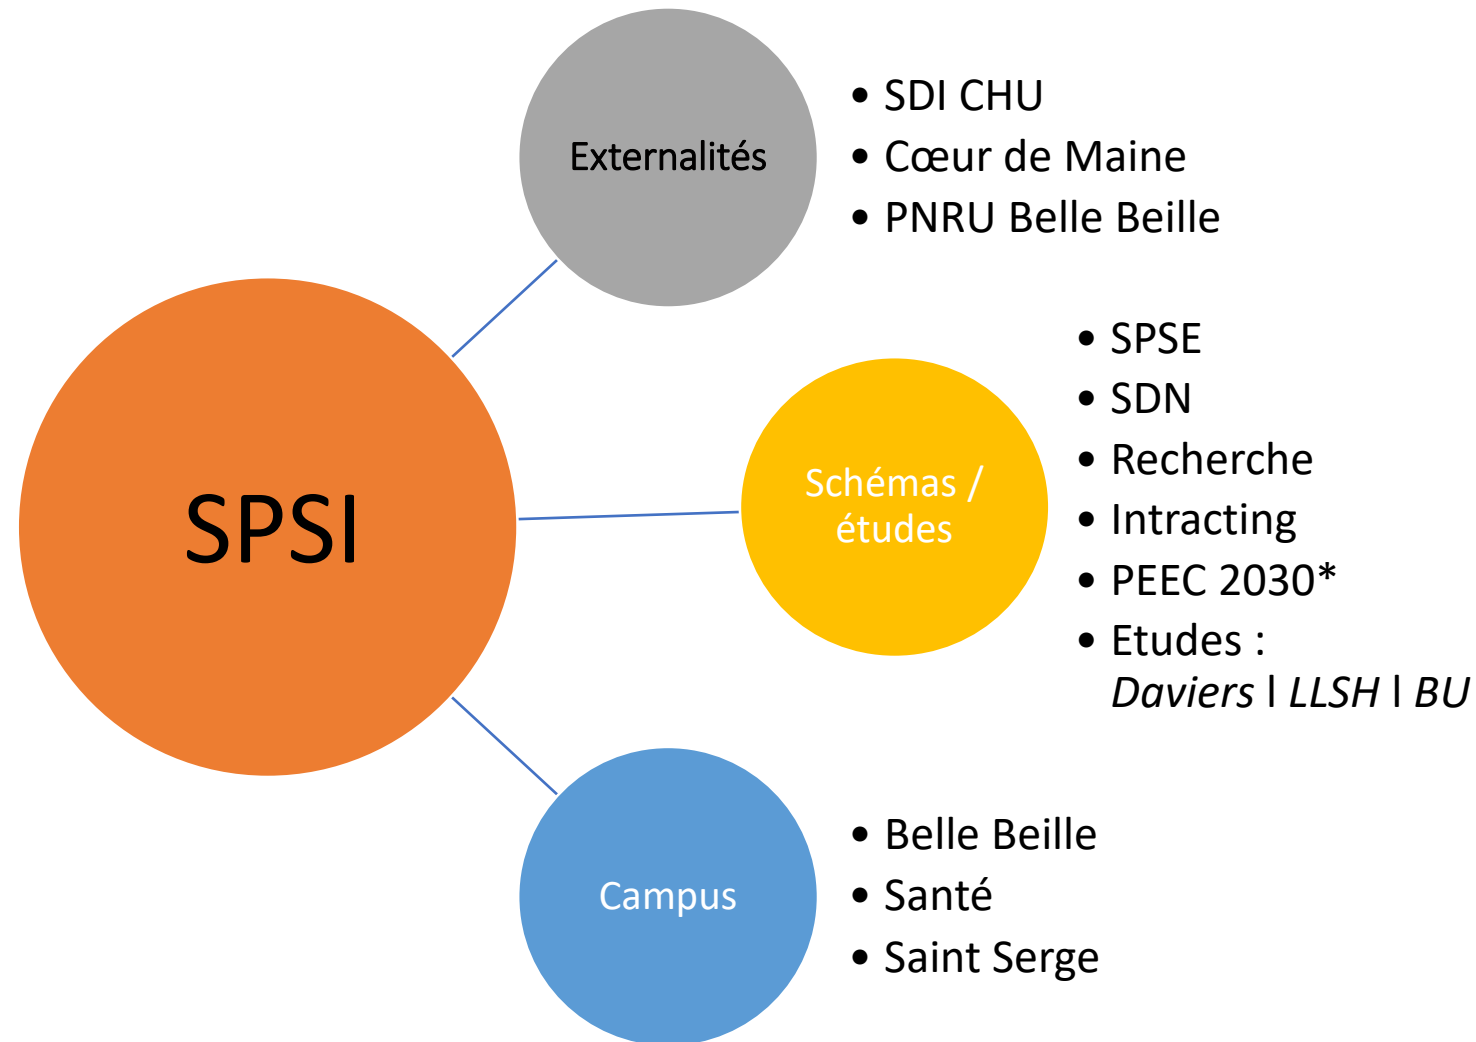 SPSI
Externalités
• SDI CHU
• Cœur de Maine
• PNRU Belle Beille
Schémas /
études
• SPSE
• SDN
• Recherche
• Intracting
• PEEC 2030*
• Etudes :
Daviers l LLSH l BU
Campus
• Belle Beille
• Santé
• Saint Serge